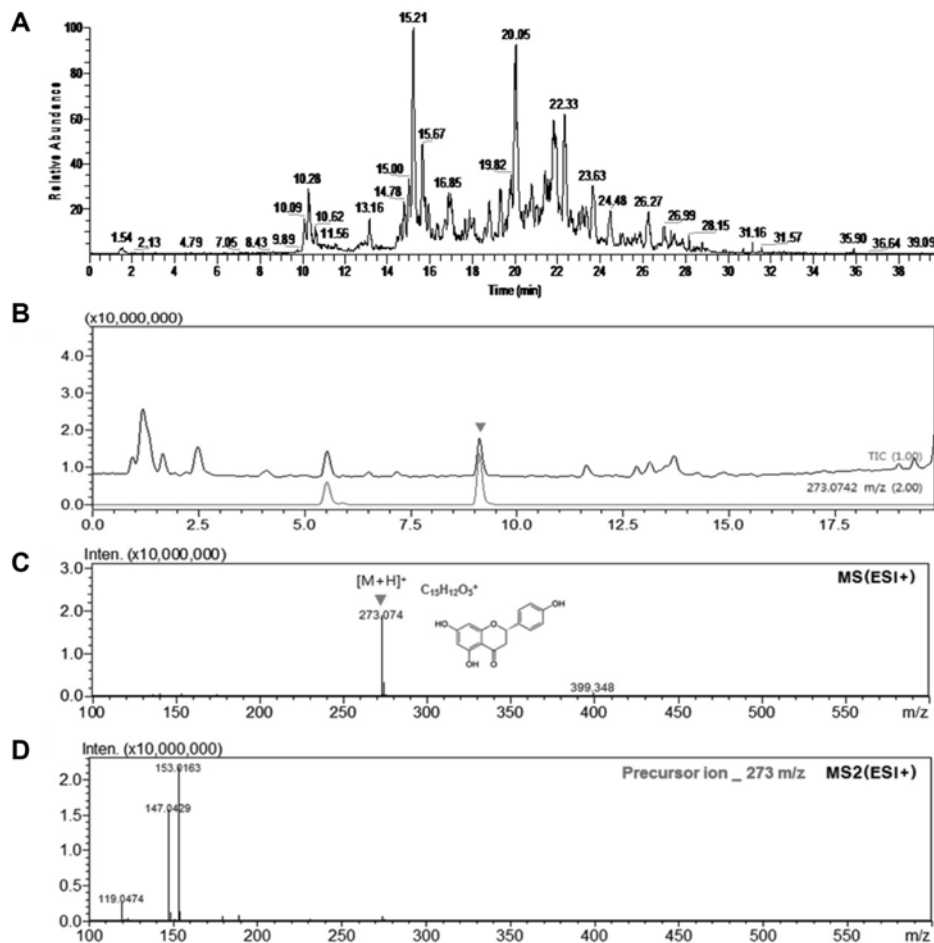 A
15.21
20.05
22.33
15.67
15.00
19.82
10.28
14.78
16.85
23.63
24.48
10.09
10.62
13.16
26.27
11.56
26.99
28.15
1.54
2.13
4.79
7.05
8.43
9.89
31.16
31.57
35.90
36.64
39.09
Relative Abundance
100
80
60
40
20
0 2 4 6 8 10 12 14 16 18 20 22 24 26 28 30 32 34 36 38
Time (min)
B
(x10,000,000)
4.0
3.0
2.0
1.0
0.0
TIC (1.00)
273.0742 m/z (2.00)
0.0 2.5 5.0 7.5 10.0 12.5 15.0 17.5
C
Inten. (x10,000,000)
3.0
2.0
1.0
0.0
[M+H]+ C15H12O5+
MS(ESI+)
273.074
OH
HO
O
OH O
399.348
100 150 200 250 300 350 400 450 500 550 m/z
D
Inten. (x10,000,000)
2.0
1.5
1.0
0.5
0.0
153.0163
Precursor ion _ 273 m/z MS2(ESI+)
147.0429
119.0474
100 150 200 250 300 350 400 450 500 550 m/z